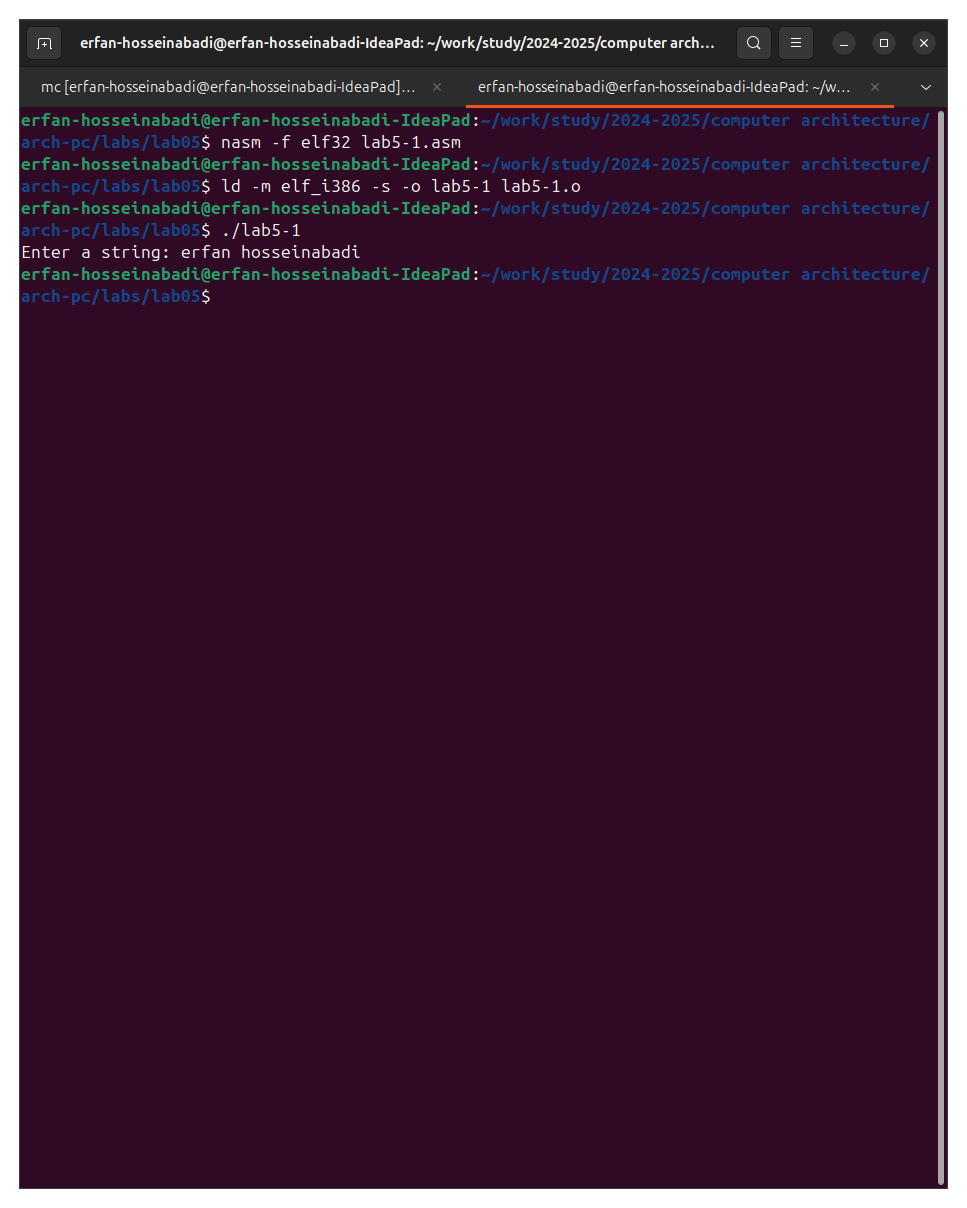 erfan-hosseinabadi@erfan-hosseinabadi-IdeaPad: ~/work/study/2024-2025/computer arch...
mc [erfan-hosseinabadi@erfan-hosseinabadi-IdeaPad]...
erfan-hosseinabadi@erfan-hosseinabadi-IdeaPad: ~/w...
erfan-hosseinabadi@erfan-hosseinabadi-IdeaPad:~/work/study/2024-2025/computer architecture/
arch-pc/labs/lab05$ nasm -f elf32 lab5-1.asm
erfan-hosseinabadi@erfan-hosseinabadi-IdeaPad:~/work/study/2024-2025/computer architecture/
arch-pc/labs/lab05$ ld -m elf_i386 -s -o lab5-1 lab5-1.o
erfan-hosseinabadi@erfan-hosseinabadi-IdeaPad:~/work/study/2024-2025/computer architecture/
arch-pc/labs/lab05$ ./lab5-1
Enter a string: erfan hosseinabadi
erfan-hosseinabadi@erfan-hosseinabadi-IdeaPad:~/work/study/2024-2025/computer architecture/
arch-pc/labs/lab05$